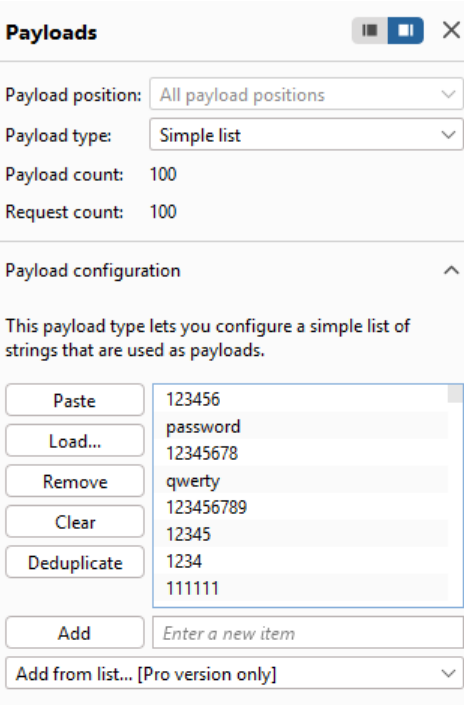 Payloads
Payload position: All payload positions
Payload type: Simple list
Payload count: 100
Request count: 100
Payload configuration
This payload type lets you configure a simple list of
strings that are used as payloads.
Paste
Load...
Remove
Clear
Deduplicate
123456
password
12345678
qwerty
123456789
12345
1234
111111
Add
Enter a new item
Add from list... [Pro version only]